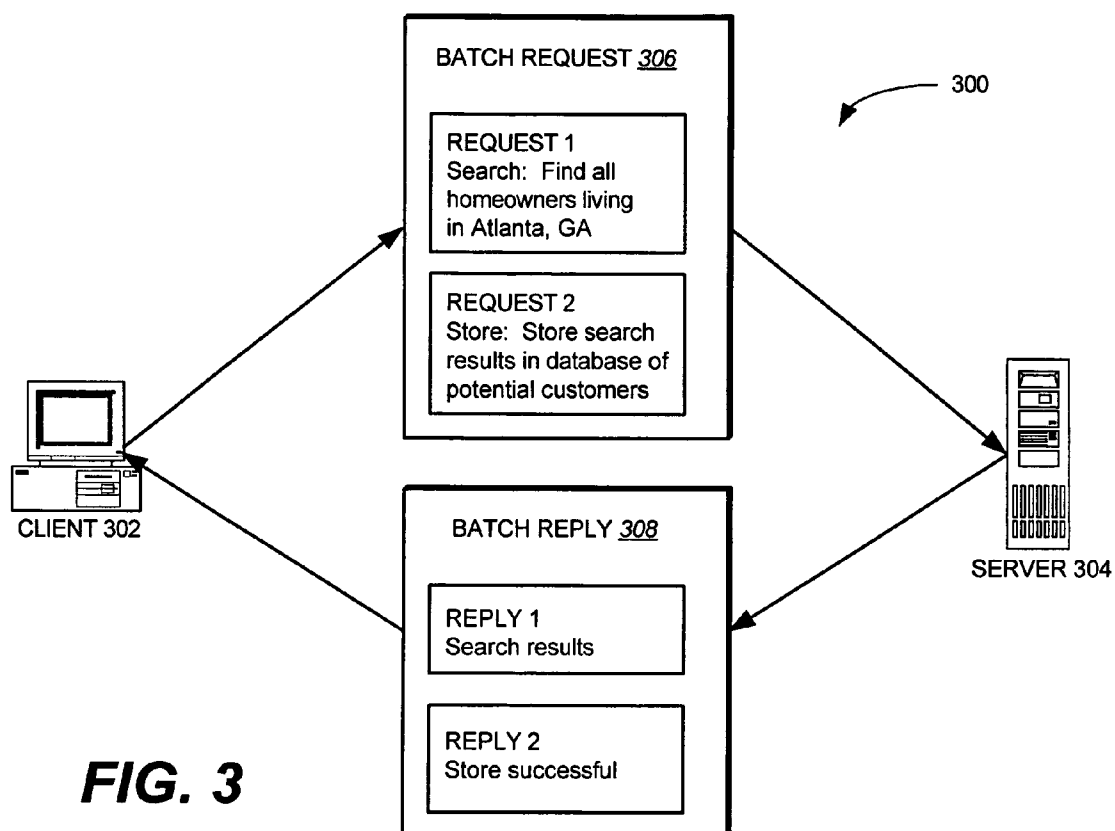 BATCH REQUEST 306
300
REQUEST 1
Search: Find all
homeowners living
in Atlanta, GA
REQUEST 2
Store: Store search
results in database of
potential customers
CLIENT 302
SERVER 304
BATCH REPLY 308
REPLY 1
Search results
REPLY 2
Store successful
FIG. 3